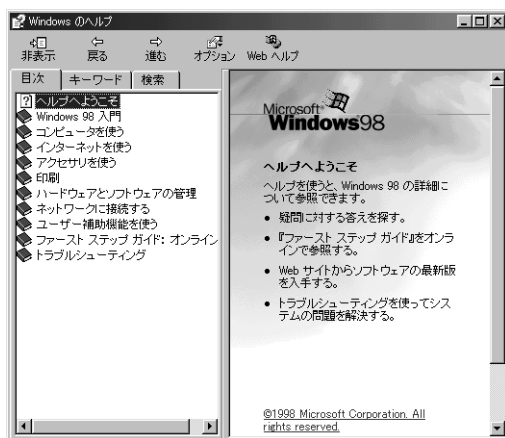 Windows のヘルプ
非表示 戻る 進む オプション Web ヘルプ
目次 キーワード 検索
ヘルプへようこそ
Windows 98 入門
コンピュータを使う
インターネットを使う
アクセサリを使う
印刷
ハードウェアとソフトウェアの管理
ネットワークに接続する
ユーザー補助機能を使う
ファースト ステップ ガイド: オンライン
トラブルシューティング
Microsoft
Windows98
ヘルプへようこそ
ヘルプを使うと、Windows 98 の詳細に
ついて参照できます。
• 疑問に対する答えを探す。
• 『ファースト ステップ ガイド』をオンラ
インで参照する。
• Web サイトからソフトウェアの最新版
を入手する。
• トラブルシューティングを使ってシス
テムの問題を解決する。
©1998 Microsoft Corporation. All
rights reserved.